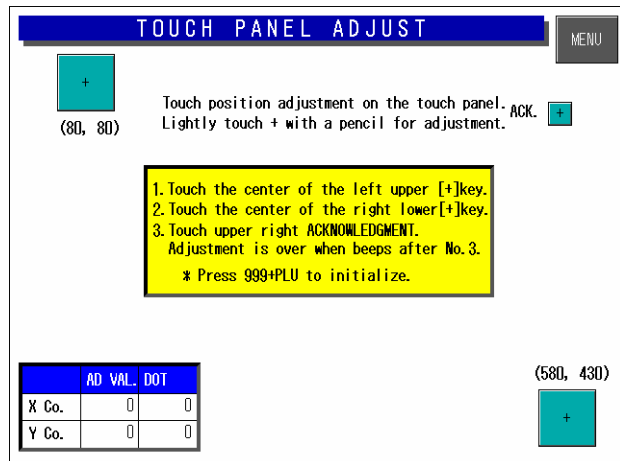 TOUCH PANEL ADJUST
MENU
+
(80, 80)
Touch position adjustment on the touch panel.
Lightly touch + with a pencil for adjustment.
ACK. +
1. Touch the center of the left upper [+]key.
2. Touch the center of the right lower[+]key.
3. Touch upper right ACKNOWLEDGMENT.
Adjustment is over when beeps after No. 3.
* Press 999+PLU to initialize.
AD VAL. DOT
X Co. 0 0
Y Co. 0 0
(580, 430)
+